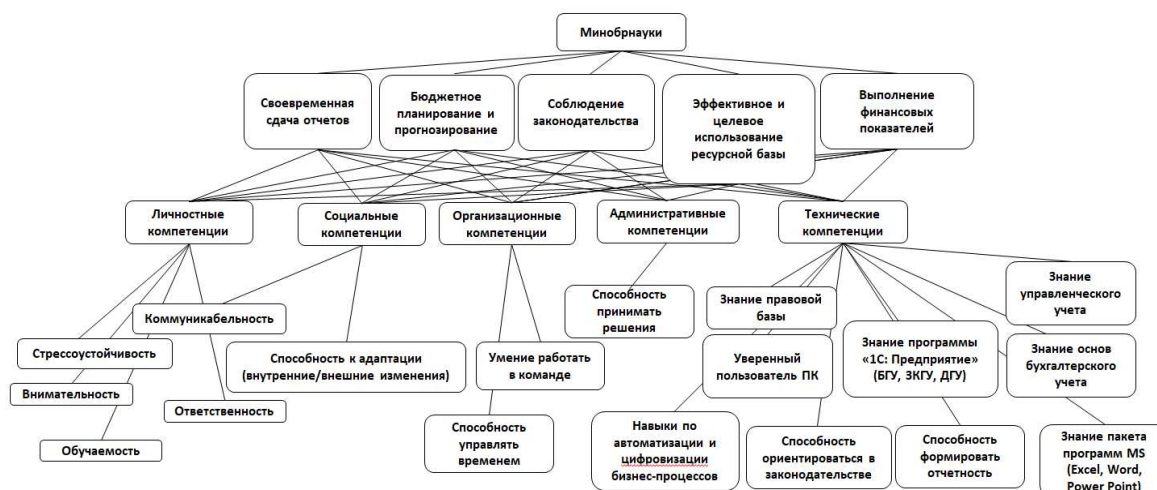 Минобрнауки
Своевременная
сдача отчетов
Бюджетное
планирование и
прогнозирование
Соблюдение
законодательства
Эффективное и
целевое
использование
ресурсной базы
Выполнение
финансовых
показателей
Личностные
компетенции
Социальные
компетенции
Организационные
компетенции
Административные
компетенции
Технические
компетенции
Коммуникабельность
Стрессоустойчивость
Внимательность
Ответственность
Обучаемость
Способность к адаптации
(внутренние/внешние изменения)
Умение работать
в команде
Способность
управлять
временем
Способность
принимать
решения
Знание правовой
базы
Уверенный
пользователь ПК
Навыки по
автоматизации и
цифровизации
бизнес-процессов
Способность
ориентироваться в
законодательстве
Знание программы
«1С: Предприятие»
(БГУ, ЗКГУ, ДГУ)
Способность
формировать
отчетность
Знание
управленческого
учета
Знание основ
бухгалтерского
учета
Знание пакета
программ MS
(Excel, Word,
Power Point)